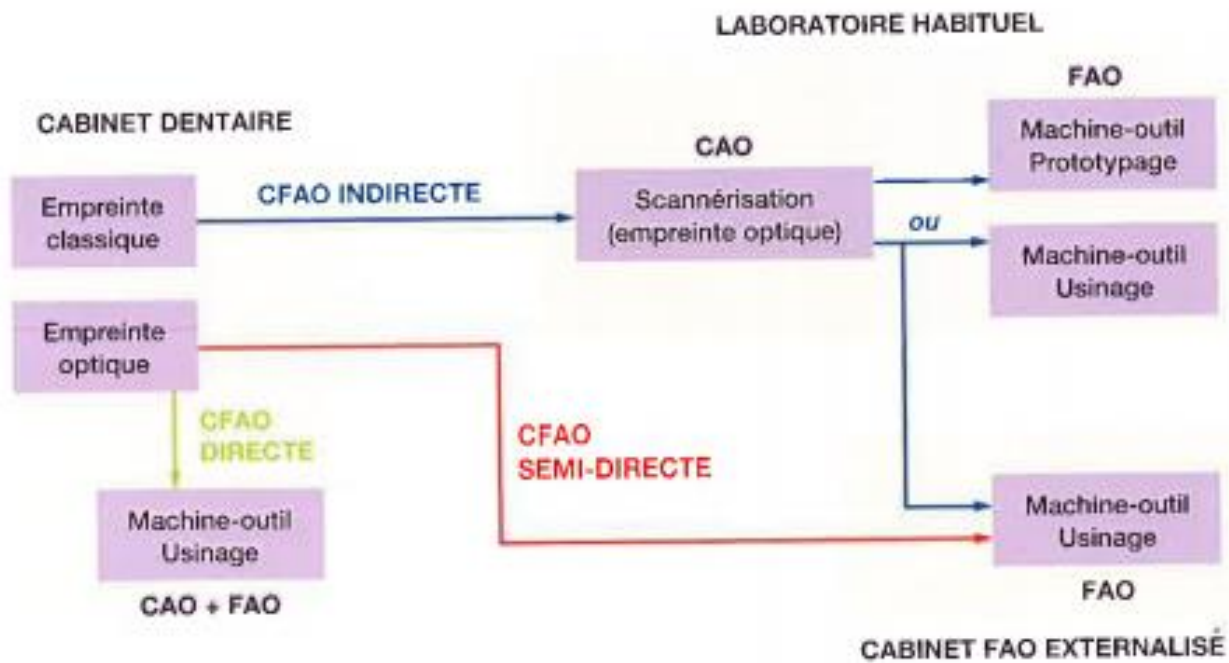 LABORATOIRE HABITUEL
FAO
CABINET DENTAIRE
Machine-outil
Prototypage
CAO
Empreinte
classique
CFAO INDIRECTE
Scannérisation
(empreinte optique)
ou
Machine-outil
Usinage
Empreinte
optique
CFAO
DIRECTE
CFAO
SEMI-DIRECTE
Machine-outil
Usinage
CAO + FAO
Machine-outil
Usinage
FAO
CABINET FAO EXTERNALISÉ